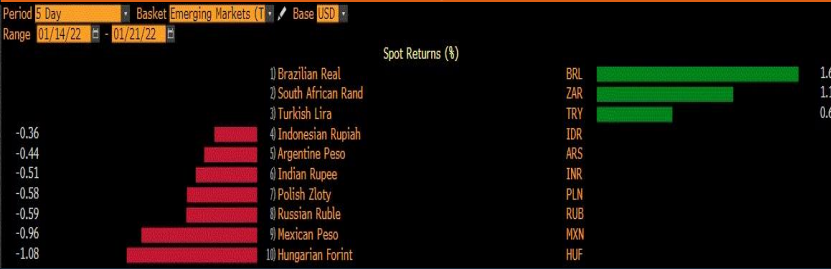 Period 5 Day Basket Emerging Markets (T Base USD
Range 01/14/22 - 01/21/22
Spot Returns (%)
1) Brazilian Real BRL 1.6
2) South African Rand ZAR 1.1
3) Turkish Lira TRY 0.6
-0.36 4) Indonesian Rupiah IDR
-0.44 5) Argentine Peso ARS
-0.51 6) Indian Rupee INR
-0.58 7) Polish Zloty PLN
-0.59 8) Russian Ruble RUB
-0.96 9) Mexican Peso MXN
-1.08 10) Hungarian Forint HUF